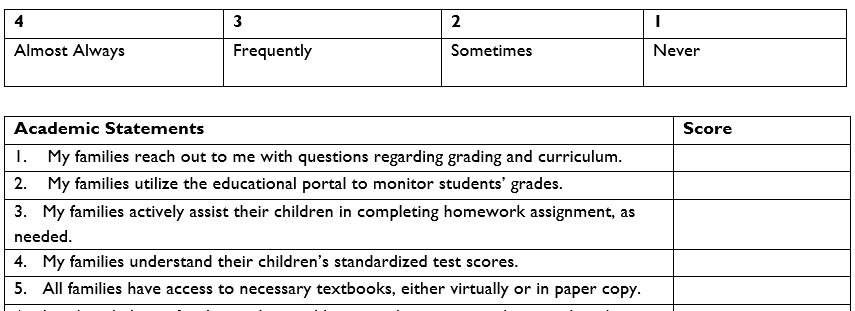 4 3 2 1
Almost Always Frequently Sometimes Never
Academic Statements Score
1. My families reach out to me with questions regarding grading and curriculum.
2. My families utilize the educational portal to monitor students’ grades.
3. My families actively assist their children in completing homework assignment, as
needed.
4. My families understand their children’s standardized test scores.
5. All families have access to necessary textbooks, either virtually or in paper copy.